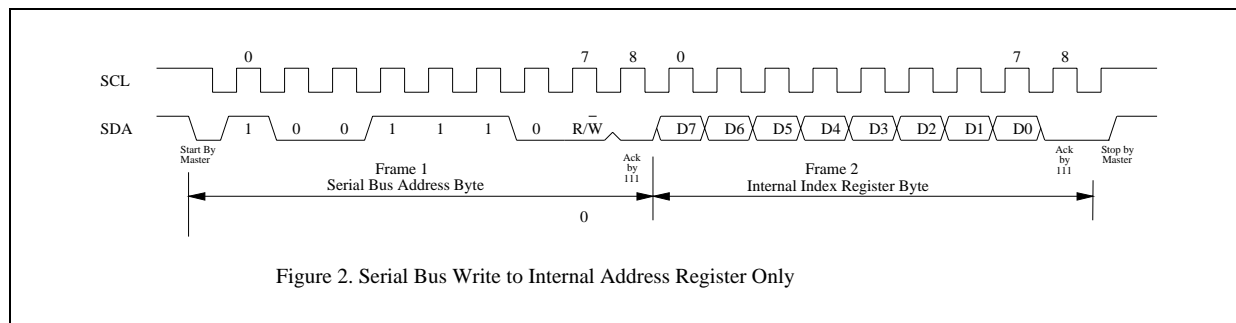 0 7 8 0 7 8
SCL
SDA 1 0 0 1 1 1 0 R/W̅ D7 D6 D5 D4 D3 D2 D1 D0
Start By
Master
Ack
by
111
Ack
by
111
Stop by
Master
Frame 1
Serial Bus Address Byte
Frame 2
Internal Index Register Byte
0
Figure 2. Serial Bus Write to Internal Address Register Only